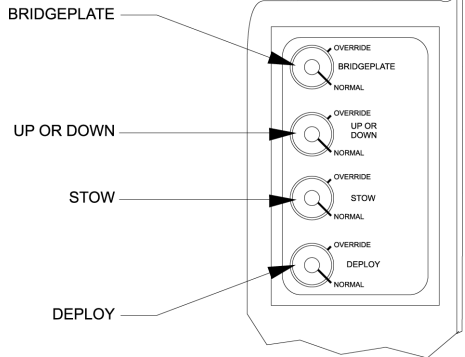 BRIDGEPLATE
OVERRIDE
BRIDGEPLATE
NORMAL
UP OR DOWN
OVERRIDE
UP OR
DOWN
NORMAL
STOW
OVERRIDE
STOW
NORMAL
DEPLOY
OVERRIDE
DEPLOY
NORMAL